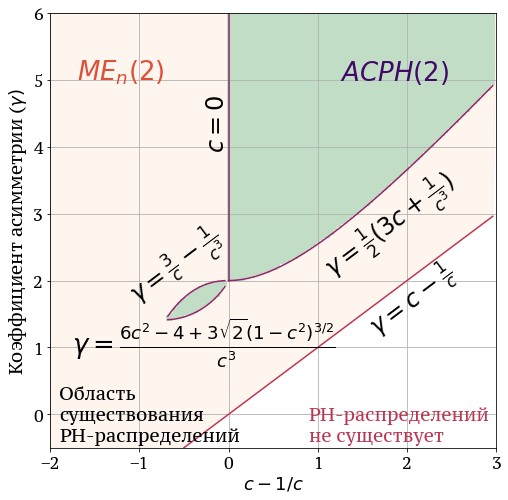 6
5
4
3
2
1
0
−2
−1
0
1
2
3
Коэффициент асимметрии (γ)
c − 1/c
ME_n(2)
ACPH(2)
c = 0
γ = 3/c − 1/c³
γ = 1/2(3c + 1/c³)
γ = c − 1/c
γ = (6c² − 4 + 3√2(1 − c²)^{3/2})/c³
Область
существования
PH-распределений
PH-распределений
не существует